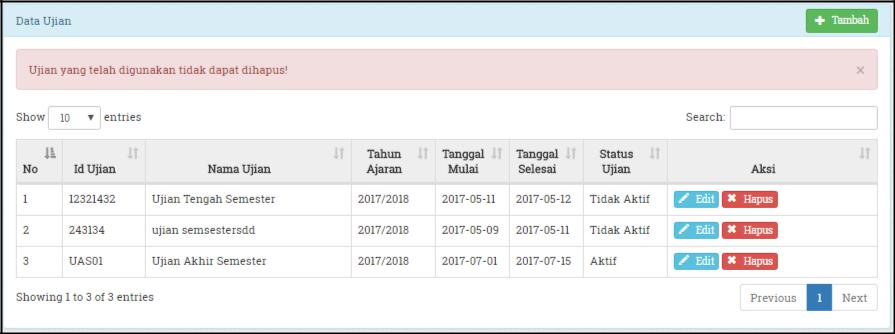 Data Ujian Tambah
Ujian yang telah digunakan tidak dapat dihapus! ×
Show 10 entries Search:
No Id Ujian Nama Ujian Tahun Ajaran Tanggal Mulai Tanggal Selesai Status Ujian Aksi
1 12321432 Ujian Tengah Semester 2017/2018 2017-05-11 2017-05-12 Tidak Aktif Edit Hapus
2 243134 ujian semsestersdd 2017/2018 2017-05-09 2017-05-11 Tidak Aktif Edit Hapus
3 UAS01 Ujian Akhir Semester 2017/2018 2017-07-01 2017-07-15 Aktif Edit Hapus
Showing 1 to 3 of 3 entries Previous 1 Next